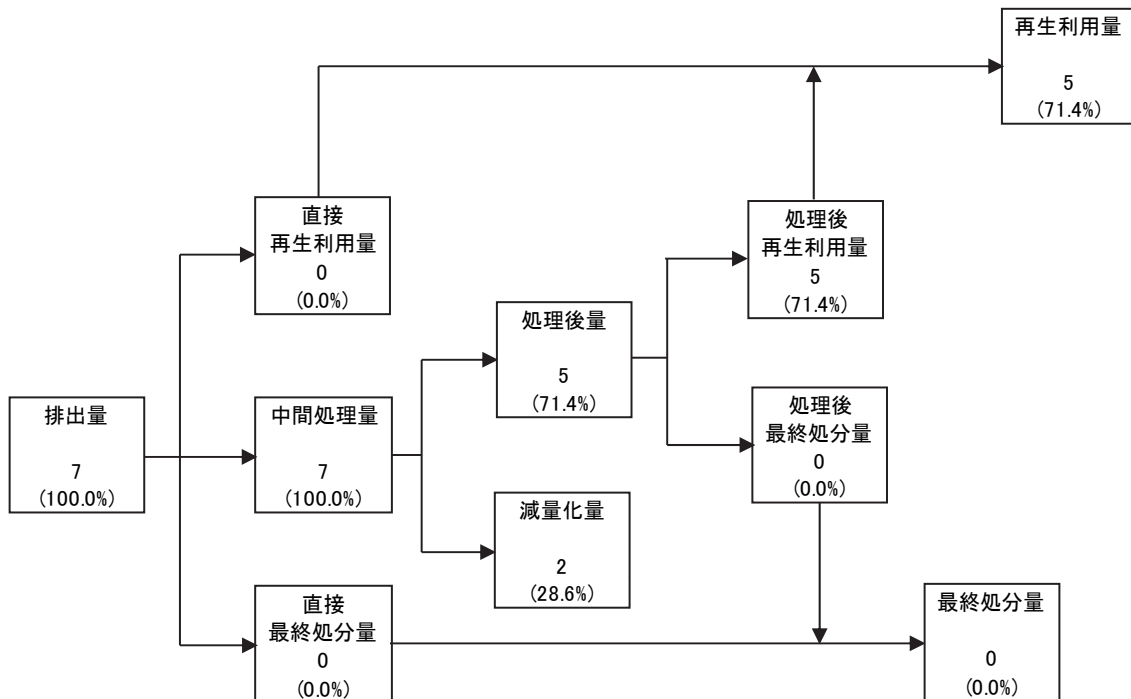 再生利用量
5
(71.4%)
直接
再生利用量
0
(0.0%)
処理後
再生利用量
5
(71.4%)
処理後量
5
(71.4%)
排出量
7
(100.0%)
中間処理量
7
(100.0%)
処理後
最終処分量
0
(0.0%)
減量化量
2
(28.6%)
直接
最終処分量
0
(0.0%)
最終処分量
0
(0.0%)